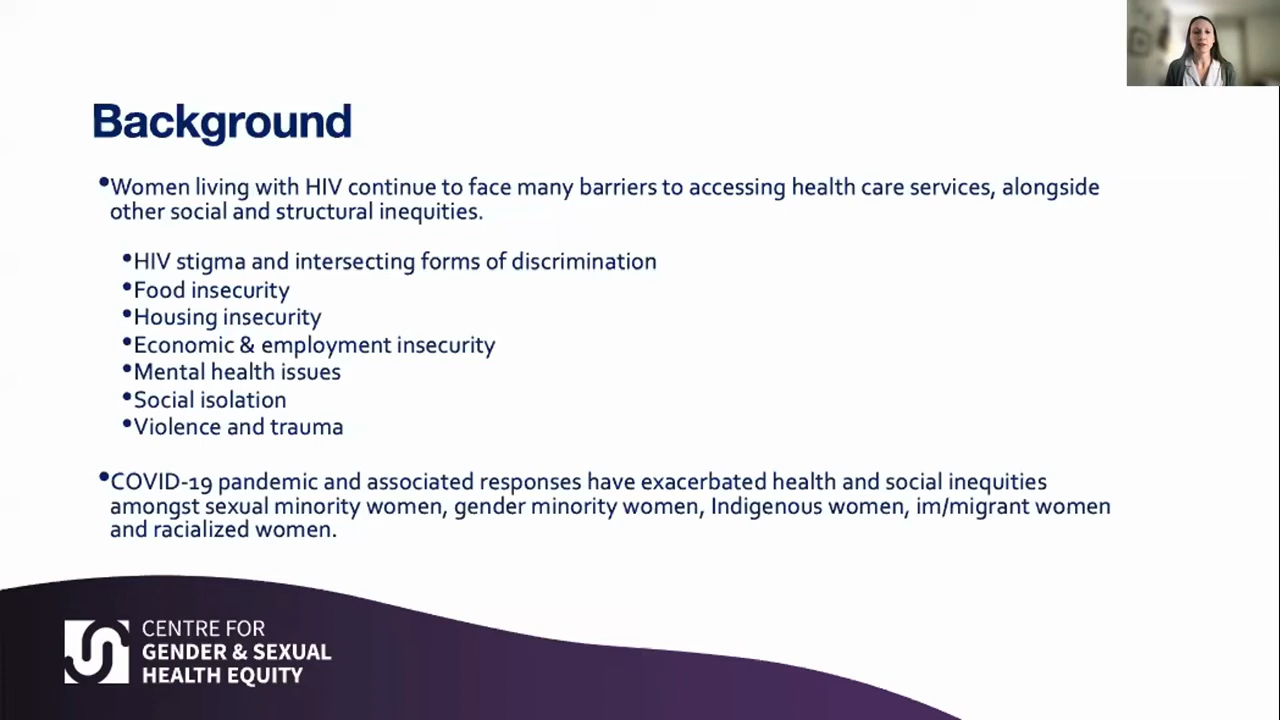 Background
•Women living with HIV continue to face many barriers to accessing health care services, alongside
other social and structural inequities.
•HIV stigma and intersecting forms of discrimination
•Food insecurity
•Housing insecurity
•Economic & employment insecurity
•Mental health issues
•Social isolation
•Violence and trauma
•COVID-19 pandemic and associated responses have exacerbated health and social inequities
amongst sexual minority women, gender minority women, Indigenous women, im/migrant women
and racialized women.
CENTRE FOR
GENDER & SEXUAL
HEALTH EQUITY